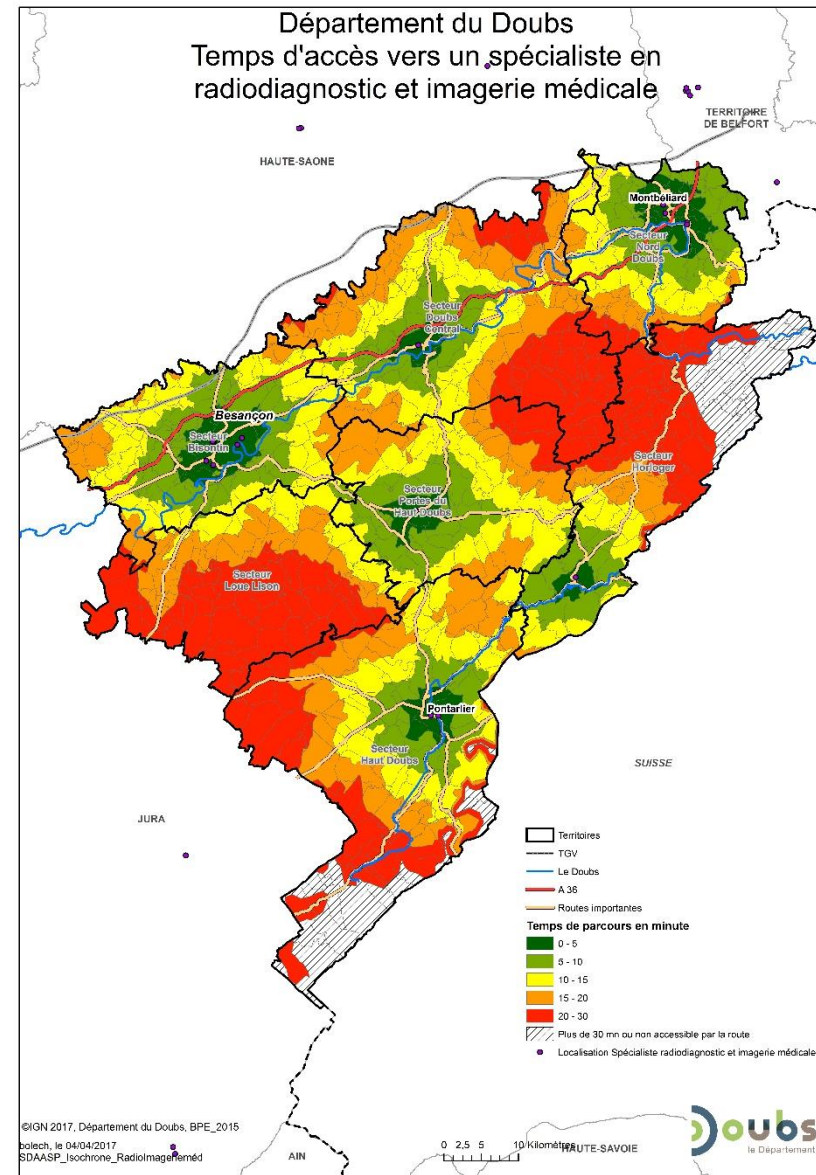 Département du Doubs
Temps d'accès vers un spécialiste en
radiodiagnostic et imagerie médicale
TERRITOIRE
DE BELFORT
HAUTE-SAONE
Montbéliard
Secteur
Nord
Doubs
Secteur
Doubs
Central
Besançon
Secteur
Bisontin
Secteur
Horloger
Secteur
Portes du
Haut Doubs
Secteur
Loue Lison
Pontarlier
Secteur
Haut Doubs
SUISSE
JURA
Territoires
TGV
Le Doubs
A 36
Routes importantes
Temps de parcours en minute
0 - 5
5 - 10
10 - 15
15 - 20
20 - 30
Plus de 30 mn ou non accessible par la route
Localisation Spécialiste radiodiagnostic et imagerie médicale
©IGN 2017, Département du Doubs, BPE_2015
bolech, le 04/04/2017
SDAASP_Isochrone_RadioImagerieméd
AIN
0 2,5 5 10 Kilomètres
HAUTE-SAVOIE
Doubs
le Département